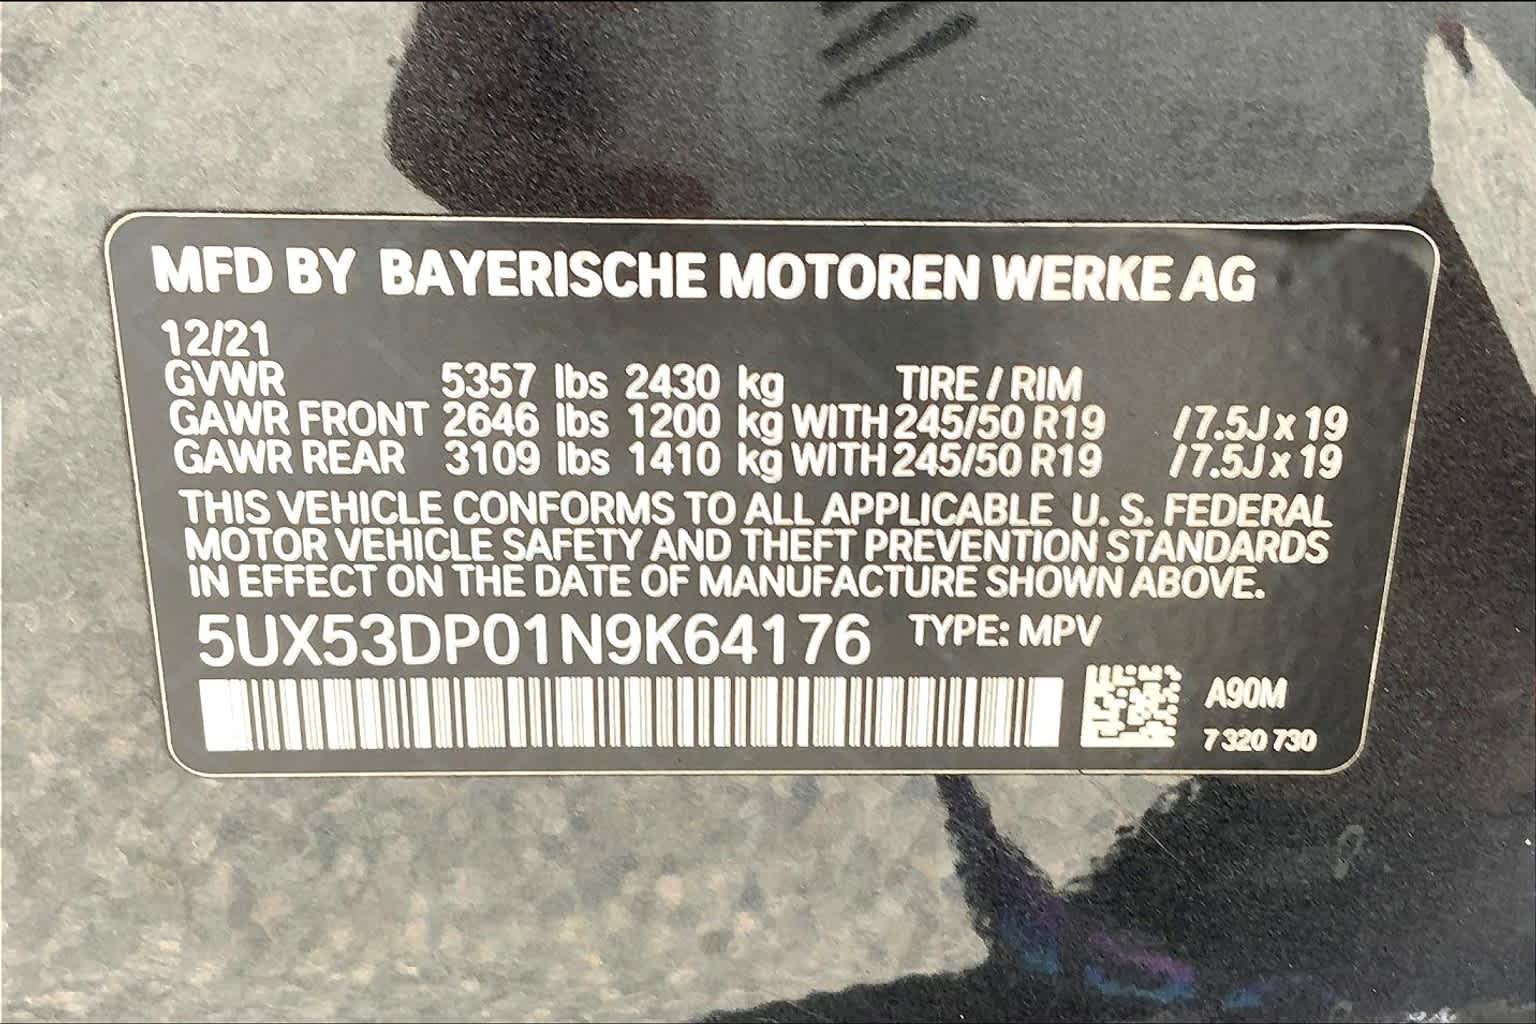 MFD BY BAYERISCHE MOTOREN WERKE AG
12/21
GVWR 5357 lbs 2430 kg TIRE / RIM
GAWR FRONT 2646 lbs 1200 kg WITH 245/50 R19 / 7.5J x 19
GAWR REAR 3109 lbs 1410 kg WITH 245/50 R19 / 7.5J x 19
THIS VEHICLE CONFORMS TO ALL APPLICABLE U. S. FEDERAL
MOTOR VEHICLE SAFETY AND THEFT PREVENTION STANDARDS
IN EFFECT ON THE DATE OF MANUFACTURE SHOWN ABOVE.
5UX53DP01N9K64176 TYPE: MPV
A90M
7 320 730